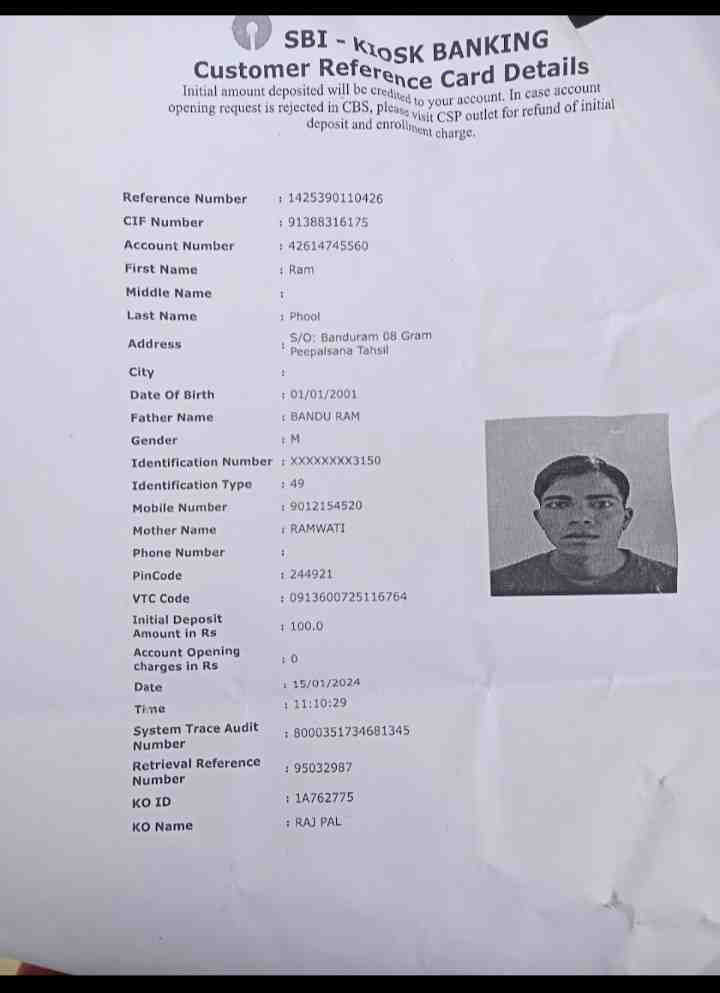 SBI - KIOSK BANKING
Customer Reference Card Details
Initial amount deposited will be credited to your account. In case account
opening request is rejected in CBS, please visit CSP outlet for refund of initial
deposit and enrollment charge.
Reference Number : 1425390110426
CIF Number : 91388316175
Account Number : 42614745560
First Name : Ram
Middle Name :
Last Name : Phool
Address : S/O: Banduram 08 Gram
Peepalsana Tahsil
City :
Date Of Birth : 01/01/2001
Father Name : BANDU RAM
Gender : M
Identification Number : XXXXXXXX3150
Identification Type : 49
Mobile Number : 9012154520
Mother Name : RAMWATI
Phone Number :
PinCode : 244921
VTC Code : 0913600725116764
Initial Deposit
Amount in Rs : 100.0
Account Opening
charges in Rs : 0
Date : 15/01/2024
Time : 11:10:29
System Trace Audit
Number : 8000351734681345
Retrieval Reference
Number : 95032987
KO ID : 1A762775
KO Name : RAJ PAL